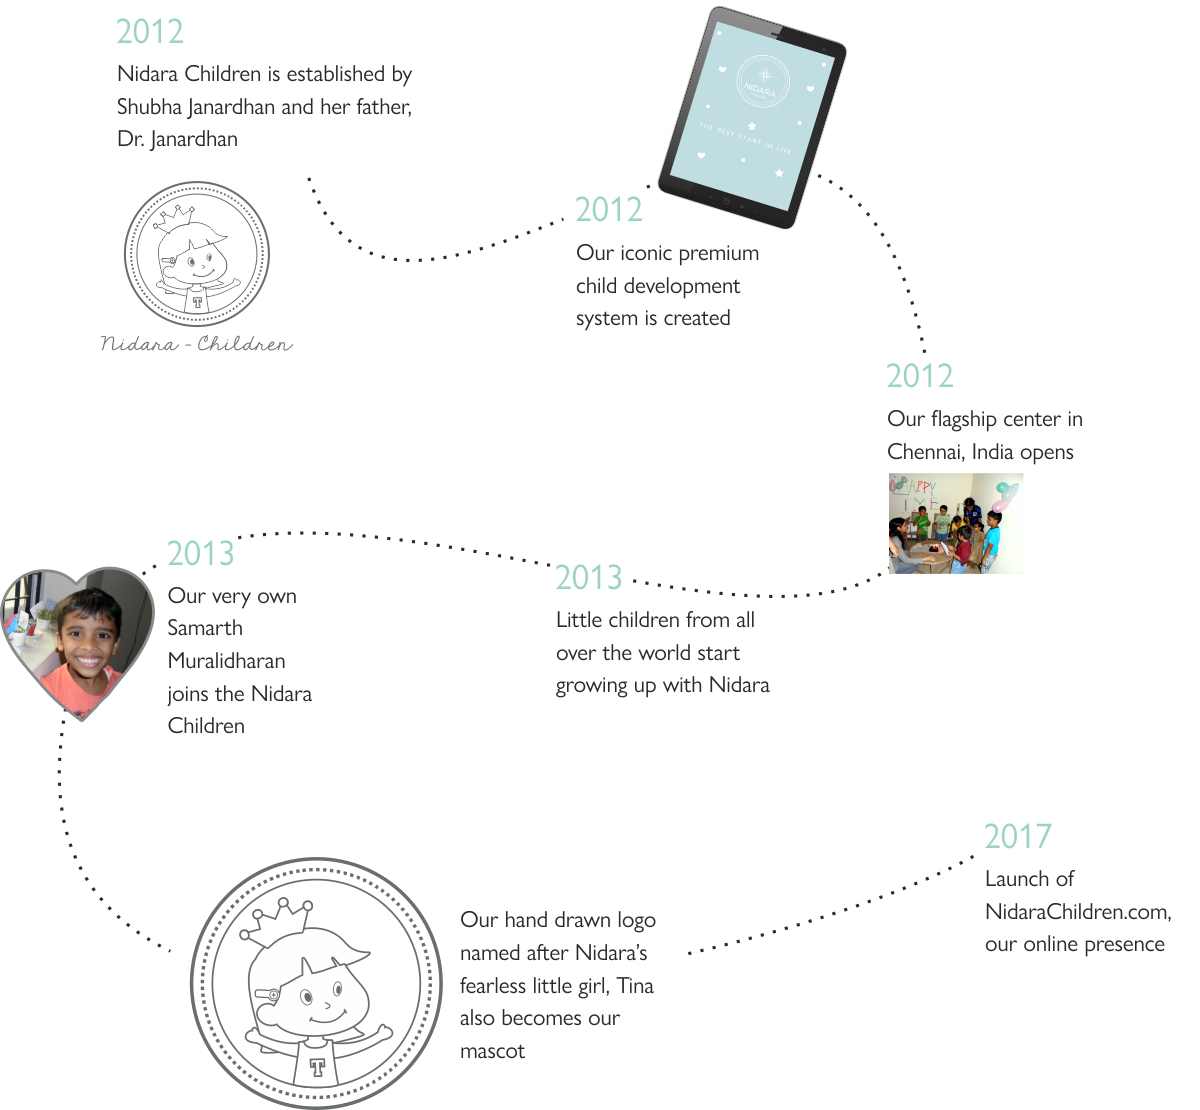 2012
Nidara Children is established by
Shubha Janardhan and her father,
Dr. Janardhan
Nidara - Children
NIDARA
THE BEST START IN LIFE
2012
Our iconic premium
child development
system is created
2012
Our flagship center in
Chennai, India opens
HAPPY
2013
Little children from all
over the world start
growing up with Nidara
2013
Our very own
Samarth
Muralidharan
joins the Nidara
Children
T
T
Our hand drawn logo
named after Nidara’s
fearless little girl, Tina
also becomes our
mascot
2017
Launch of
NidaraChildren.com,
our online presence